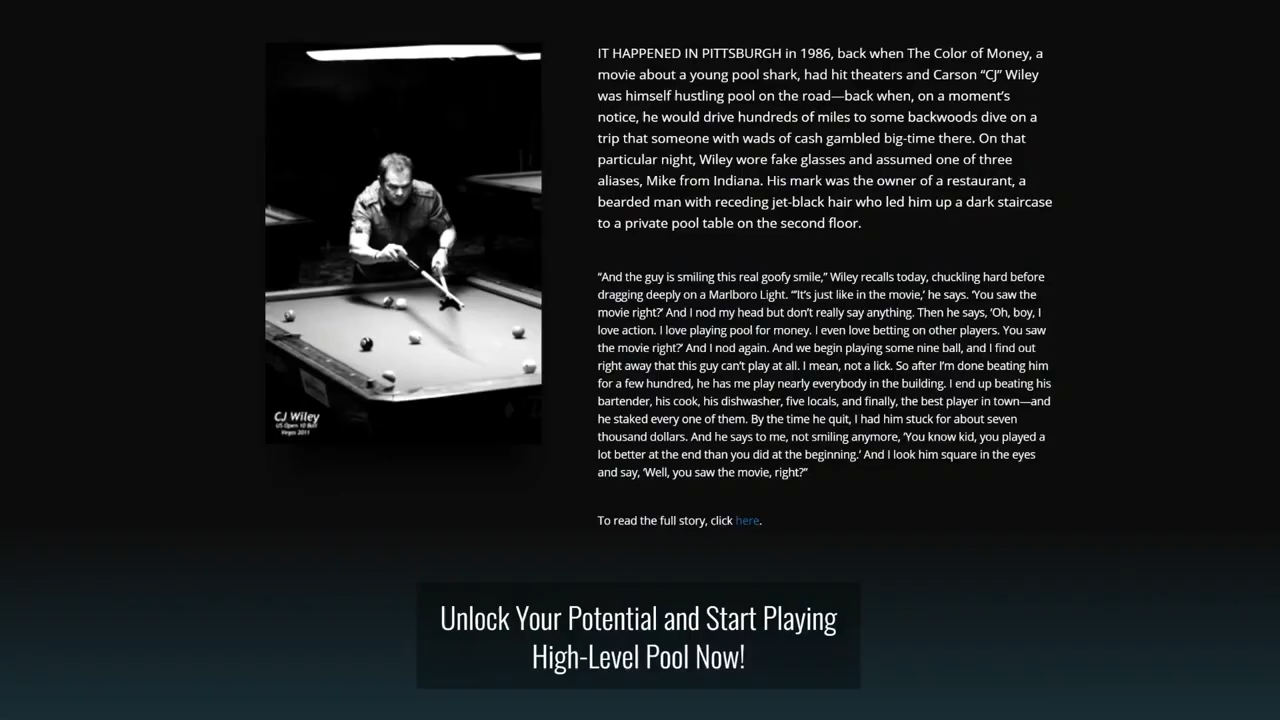 IT HAPPENED IN PITTSBURGH in 1986, back when The Color of Money, a
movie about a young pool shark, had hit theaters and Carson “CJ” Wiley
was himself hustling pool on the road—back when, on a moment’s
notice, he would drive hundreds of miles to some backwoods dive on a
trip that someone with wads of cash gambled big-time there. On that
particular night, Wiley wore fake glasses and assumed one of three
aliases, Mike from Indiana. His mark was the owner of a restaurant, a
bearded man with receding jet-black hair who led him up a dark staircase
to a private pool table on the second floor.
“And the guy is smiling this real goofy smile,” Wiley recalls today, chuckling hard before
dragging deeply on a Marlboro Light. “‘It’s just like in the movie,’ he says. ‘You saw the
movie right?’ And I nod my head but don’t really say anything. Then he says, ‘Oh, boy, I
love action. I love playing pool for money. I even love betting on other players. You saw
the movie right?’ And I nod again. And we begin playing some nine ball, and I find out
right away that this guy can’t play at all. I mean, not a lick. So after I’m done beating him
for a few hundred, he has me play nearly everybody in the building. I end up beating his
bartender, his cook, his dishwasher, five locals, and finally, the best player in town—and
he staked every one of them. By the time he quit, I had him stuck for about seven
thousand dollars. And he says to me, not smiling anymore, ‘You know kid, you played a
lot better at the end than you did at the beginning.’ And I look him square in the eyes
and say, ‘Well, you saw the movie, right?”
To read the full story, click here.
CJ Wiley
US Open 10 Ball
Vegas 2011
Unlock Your Potential and Start Playing
High-Level Pool Now!